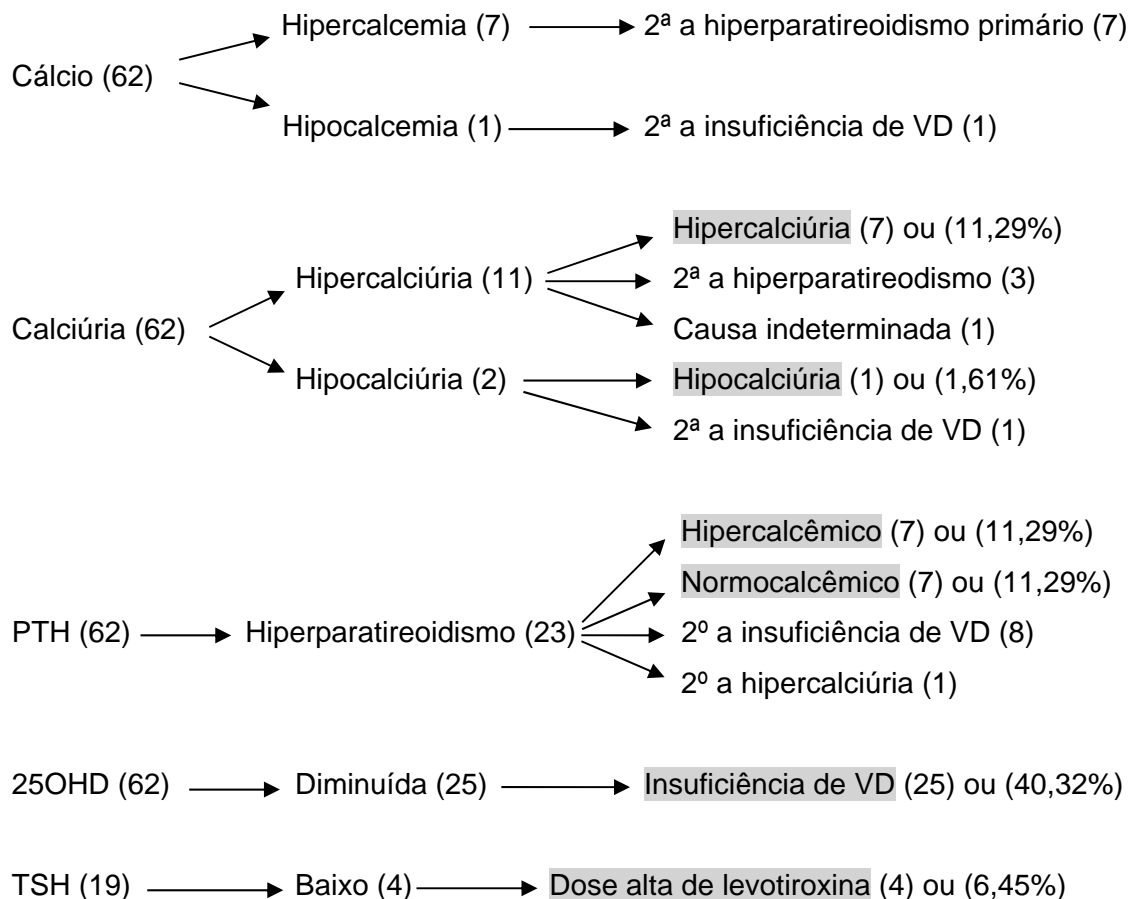 Hipercalcemia (7) 2ª a hiperparatireoidismo primário (7)
Cálcio (62)
Hipocalcemia (1) 2ª a insuficiência de VD (1)
Hipercalciúria (7) ou (11,29%)
Hipercalciúria (11) 2ª a hiperparatireodismo (3)
Causa indeterminada (1)
Calciúria (62)
Hipocalciúria (2) Hipocalciúria (1) ou (1,61%)
2ª a insuficiência de VD (1)
Hipercalcêmico (7) ou (11,29%)
Normocalcêmico (7) ou (11,29%)
PTH (62) Hiperparatireoidismo (23) 2º a insuficiência de VD (8)
2º a hipercalciúria (1)
25OHD (62) Diminuída (25) Insuficiência de VD (25) ou (40,32%)
TSH (19) Baixo (4) Dose alta de levotiroxina (4) ou (6,45%)